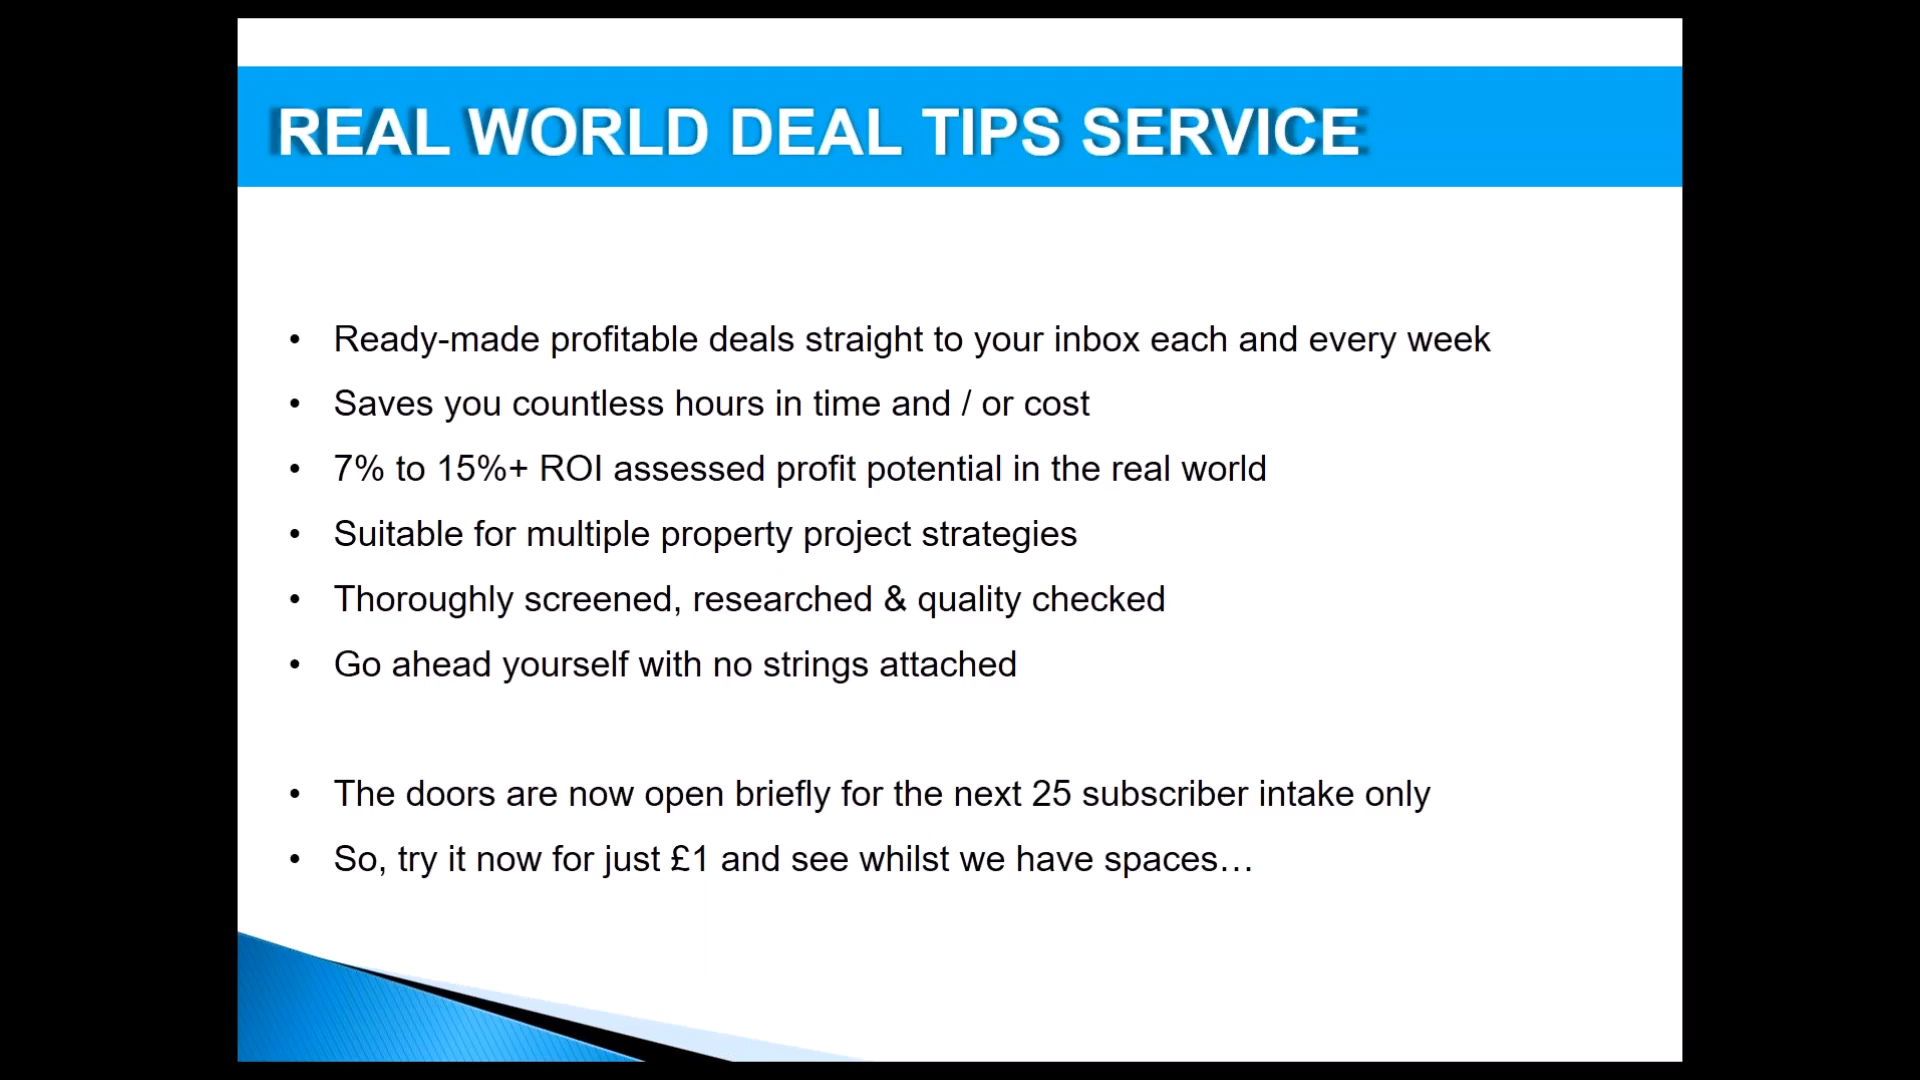 REAL WORLD DEAL TIPS SERVICE
• Ready-made profitable deals straight to your inbox each and every week
• Saves you countless hours in time and / or cost
• 7% to 15%+ ROI assessed profit potential in the real world
• Suitable for multiple property project strategies
• Thoroughly screened, researched & quality checked
• Go ahead yourself with no strings attached
• The doors are now open briefly for the next 25 subscriber intake only
• So, try it now for just £1 and see whilst we have spaces…